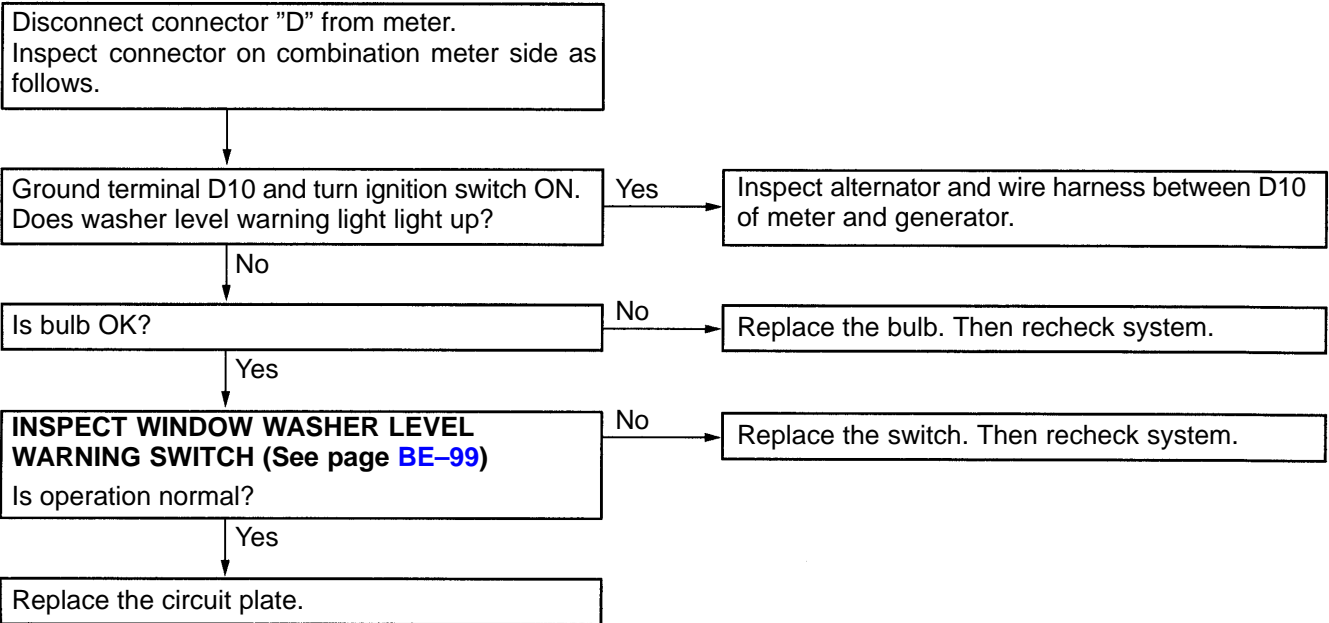 Disconnect connector ”D” from meter.
Inspect connector on combination meter side as
follows.
Ground terminal D10 and turn ignition switch ON.
Does washer level warning light light up?
Yes
Inspect alternator and wire harness between D10
of meter and generator.
No
Is bulb OK?
No
Replace the bulb. Then recheck system.
Yes
INSPECT WINDOW WASHER LEVEL
WARNING SWITCH (See page BE–99)
Is operation normal?
No
Replace the switch. Then recheck system.
Yes
Replace the circuit plate.